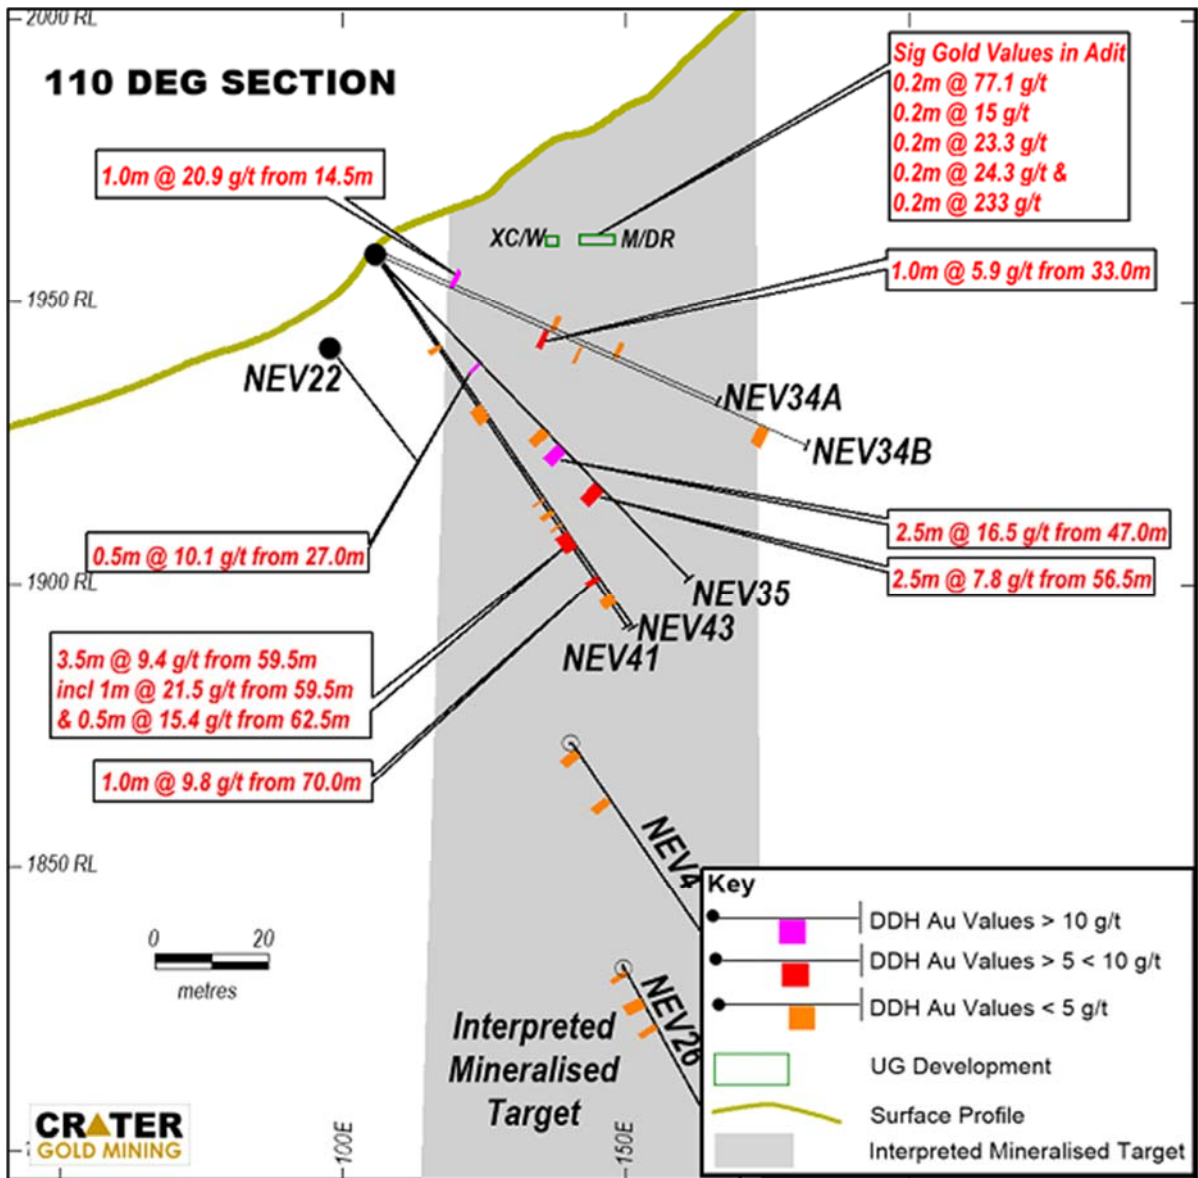 2000 RL
110 DEG SECTION
Sig Gold Values in Adit
0.2m @ 77.1 g/t
0.2m @ 15 g/t
0.2m @ 23.3 g/t
0.2m @ 24.3 g/t &
0.2m @ 233 g/t
1.0m @ 20.9 g/t from 14.5m
XC/W
M/DR
1.0m @ 5.9 g/t from 33.0m
1950 RL
NEV22
NEV34A
NEV34B
2.5m @ 16.5 g/t from 47.0m
0.5m @ 10.1 g/t from 27.0m
2.5m @ 7.8 g/t from 56.5m
1900 RL
NEV35
NEV43
NEV41
3.5m @ 9.4 g/t from 59.5m
incl 1m @ 21.5 g/t from 59.5m
& 0.5m @ 15.4 g/t from 62.5m
1.0m @ 9.8 g/t from 70.0m
1850 RL
NEV4
Key
DDH Au Values > 10 g/t
DDH Au Values > 5 < 10 g/t
DDH Au Values < 5 g/t
UG Development
Surface Profile
Interpreted Mineralised Target
0 20
metres
NEV26
Interpreted
Mineralised
Target
CRATER
GOLD MINING
100E
150E